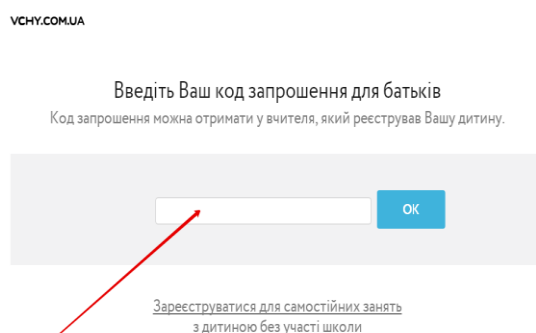 VCHY.COM.UA
Введіть Ваш код запрошення для батьків
Код запрошення можна отримати у вчителя, який реєстрував Вашу дитину.
ОК
Зареєструватися для самостійних занять
з дитиною без участі школи